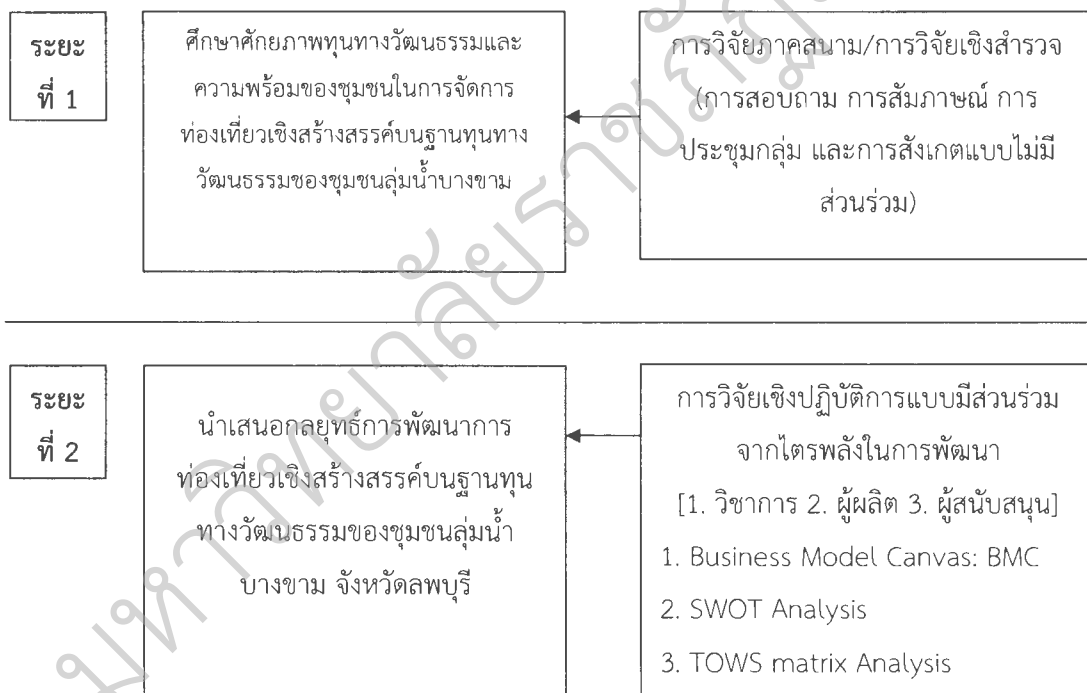 ระยะ
ที่ 1
ศึกษาศักยภาพทุนทางวัฒนธรรมและ
ความพร้อมของชุมชนในการจัดการ
ท่องเที่ยวเชิงสร้างสรรค์บนฐานทุนทาง
วัฒนธรรมชองชุมชนลุ่มน้ำบางขาม
การวิจัยภาคสนาม/การวิจัยเชิงสำรวจ
(การสอบถาม การสัมภาษณ์ การ
ประชุมกลุ่ม และการสังเกตแบบไม่มี
ส่วนร่วม)
ระยะ
ที่ 2
นำเสนอกลยุทธ์การพัฒนาการ
ท่องเที่ยวเชิงสร้างสรรค์บนฐานทุน
ทางวัฒนธรรมของชุมชนลุ่มน้ำ
บางขาม จังหวัดลพบุรี
การวิจัยเชิงปฏิบัติการแบบมีส่วนร่วม
จากไตรพลังในการพัฒนา
[1. วิชาการ 2. ผู้ผลิต 3. ผู้สนับสนุน]
1. Business Model Canvas: BMC
2. SWOT Analysis
3. TOWS matrix Analysis
มหาวิทยาลัยราชภัฏ